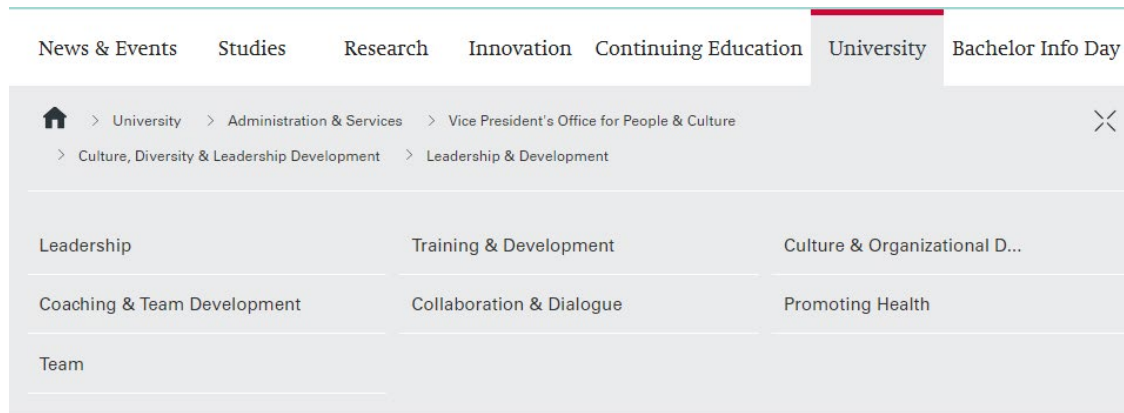 News & Events Studies Research Innovation Continuing Education University Bachelor Info Day
> University > Administration & Services > Vice President's Office for People & Culture
> Culture, Diversity & Leadership Development > Leadership & Development
Leadership Training & Development Culture & Organizational D...
Coaching & Team Development Collaboration & Dialogue Promoting Health
Team